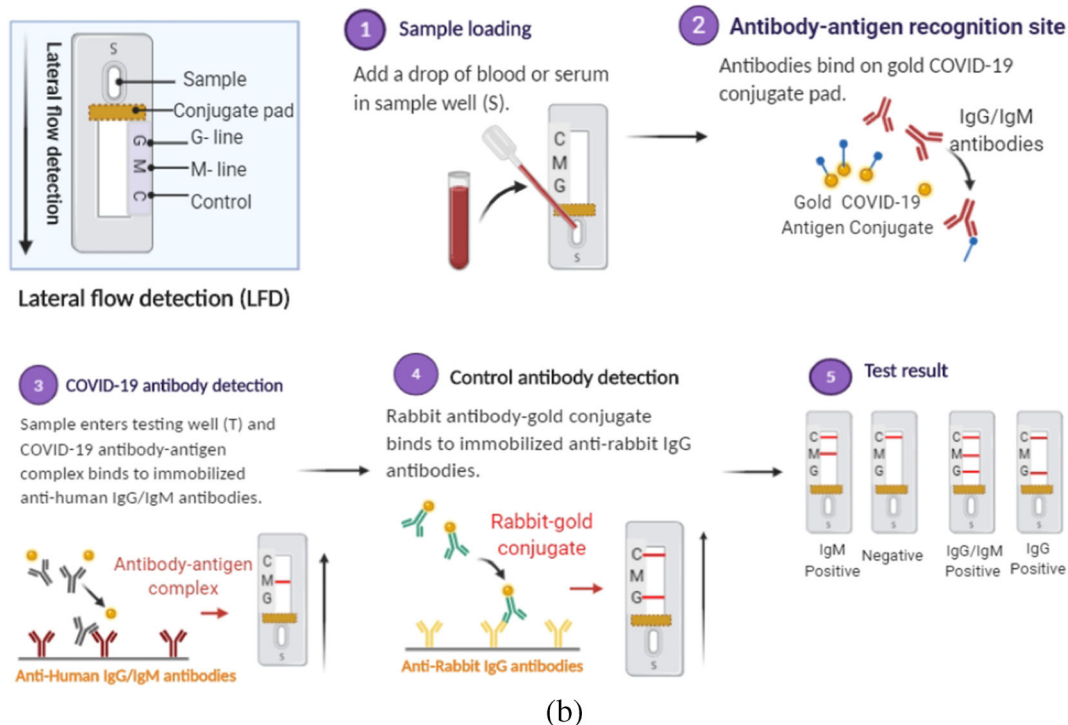 Lateral flow detection
S
Sample
Conjugate pad
G- line
M- line
Control
G
M
C
Lateral flow detection (LFD)
1
Sample loading
Add a drop of blood or serum
in sample well (S).
C
M
G
S
2
Antibody-antigen recognition site
Antibodies bind on gold COVID-19
conjugate pad.
IgG/IgM
antibodies
Gold COVID-19
Antigen Conjugate
3
COVID-19 antibody detection
Sample enters testing well (T) and
COVID-19 antibody-antigen
complex binds to immobilized
anti-human IgG/IgM antibodies.
Antibody-antigen
complex
C
M
G
S
Anti-Human IgG/IgM antibodies
4
Control antibody detection
Rabbit antibody-gold conjugate
binds to immobilized anti-rabbit IgG
antibodies.
Rabbit-gold
conjugate
C
M
G
S
Anti-Rabbit IgG antibodies
5
Test result
C
M
G
S
IgM
Positive
C
M
G
S
Negative
C
M
G
S
IgG/IgM
Positive
C
M
G
S
IgG
Positive
(b)